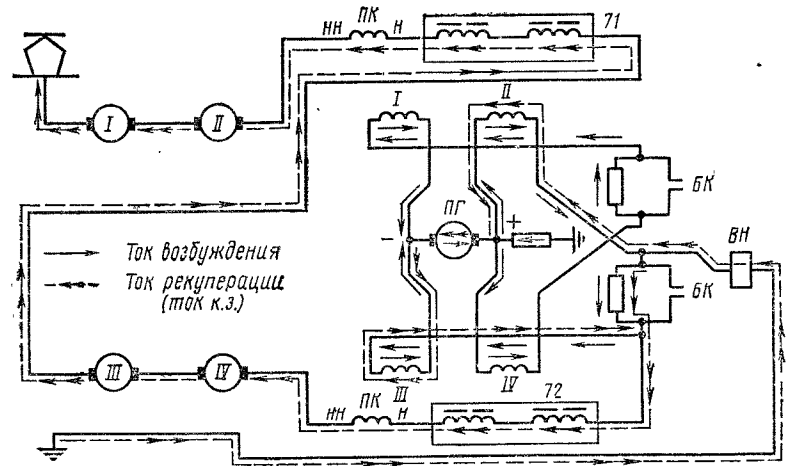 нн ПК н 71
I II
I II
БК
ПГ
- +
ВН
БК
Ток возбуждения
Ток рекуперации
(ток к.з.)
III IV
III IV
нн ПК н 72